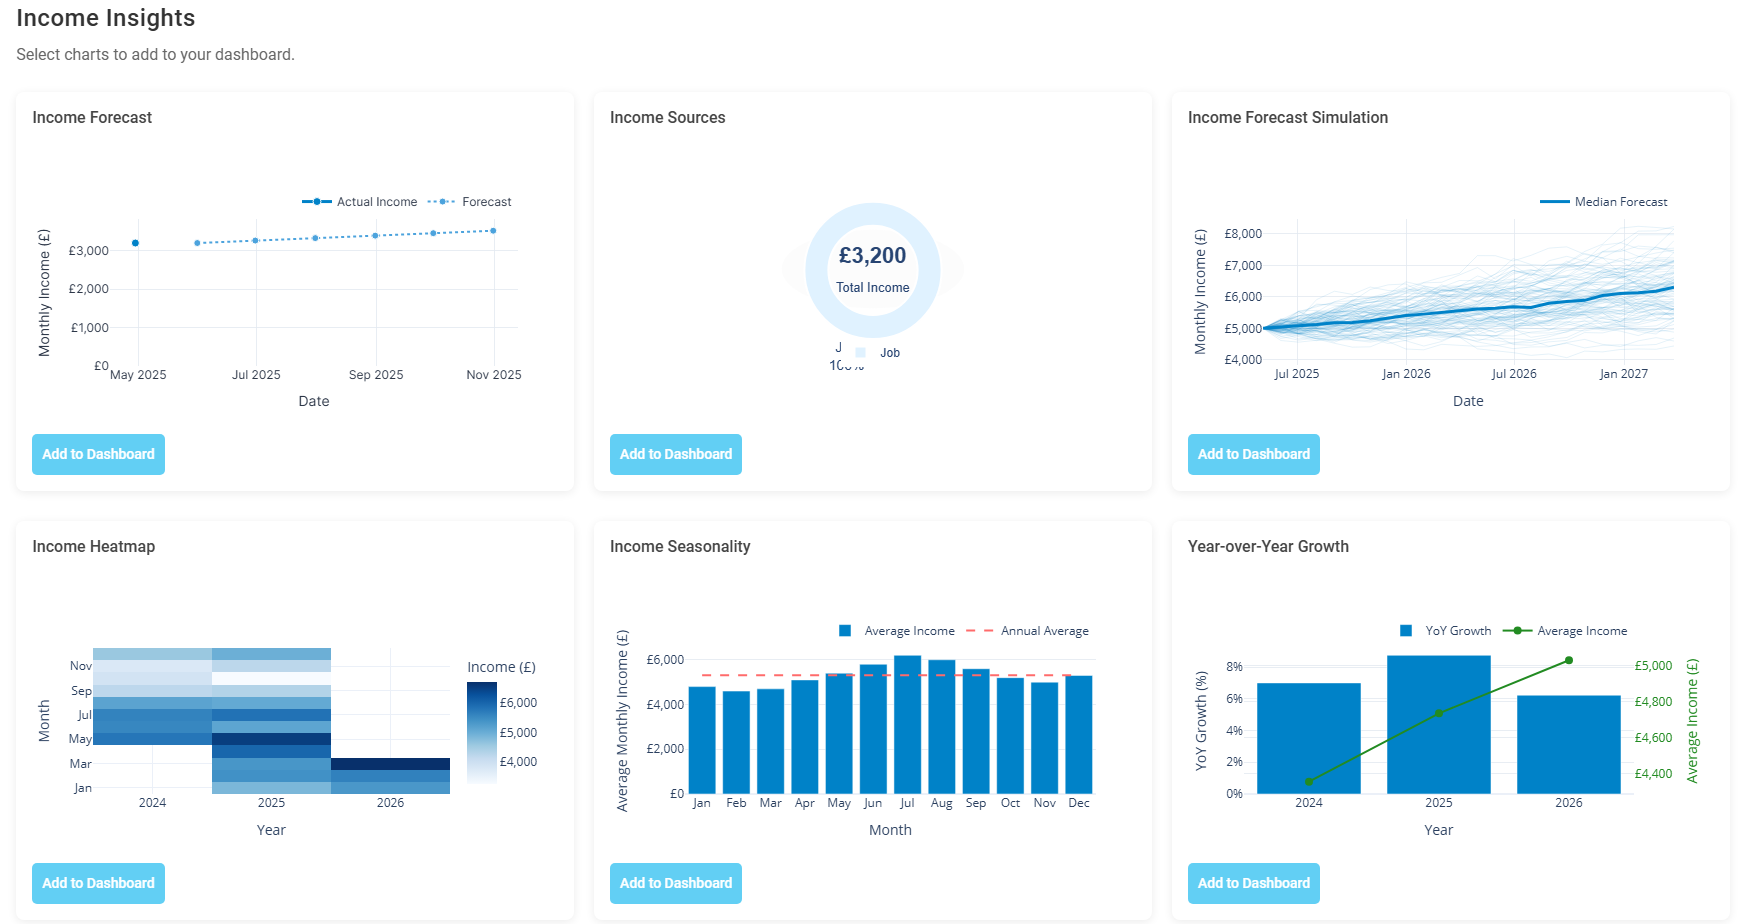 Income Insights
Select charts to add to your dashboard.
Income Forecast
Actual Income
Forecast
Monthly Income (£)
£3,000
£2,000
£1,000
£0
May 2025
Jul 2025
Sep 2025
Nov 2025
Date
Add to Dashboard
Income Sources
£3,200
Total Income
J
Job
Add to Dashboard
Income Forecast Simulation
Median Forecast
Monthly Income (£)
£8,000
£7,000
£6,000
£5,000
£4,000
Jul 2025
Jan 2026
Jul 2026
Jan 2027
Date
Add to Dashboard
Income Heatmap
Month
Nov
Sep
Jul
May
Mar
Jan
2024
2025
2026
Year
Income (£)
£6,000
£5,000
£4,000
Add to Dashboard
Income Seasonality
Average Income
Annual Average
Average Monthly Income (£)
£6,000
£4,000
£2,000
£0
Jan
Feb
Mar
Apr
May
Jun
Jul
Aug
Sep
Oct
Nov
Dec
Month
Add to Dashboard
Year-over-Year Growth
YoY Growth
Average Income
YoY Growth (%)
8%
6%
4%
2%
0%
2024
2025
2026
Year
£5,000
£4,800
£4,600
£4,400
Average Income (£)
Add to Dashboard